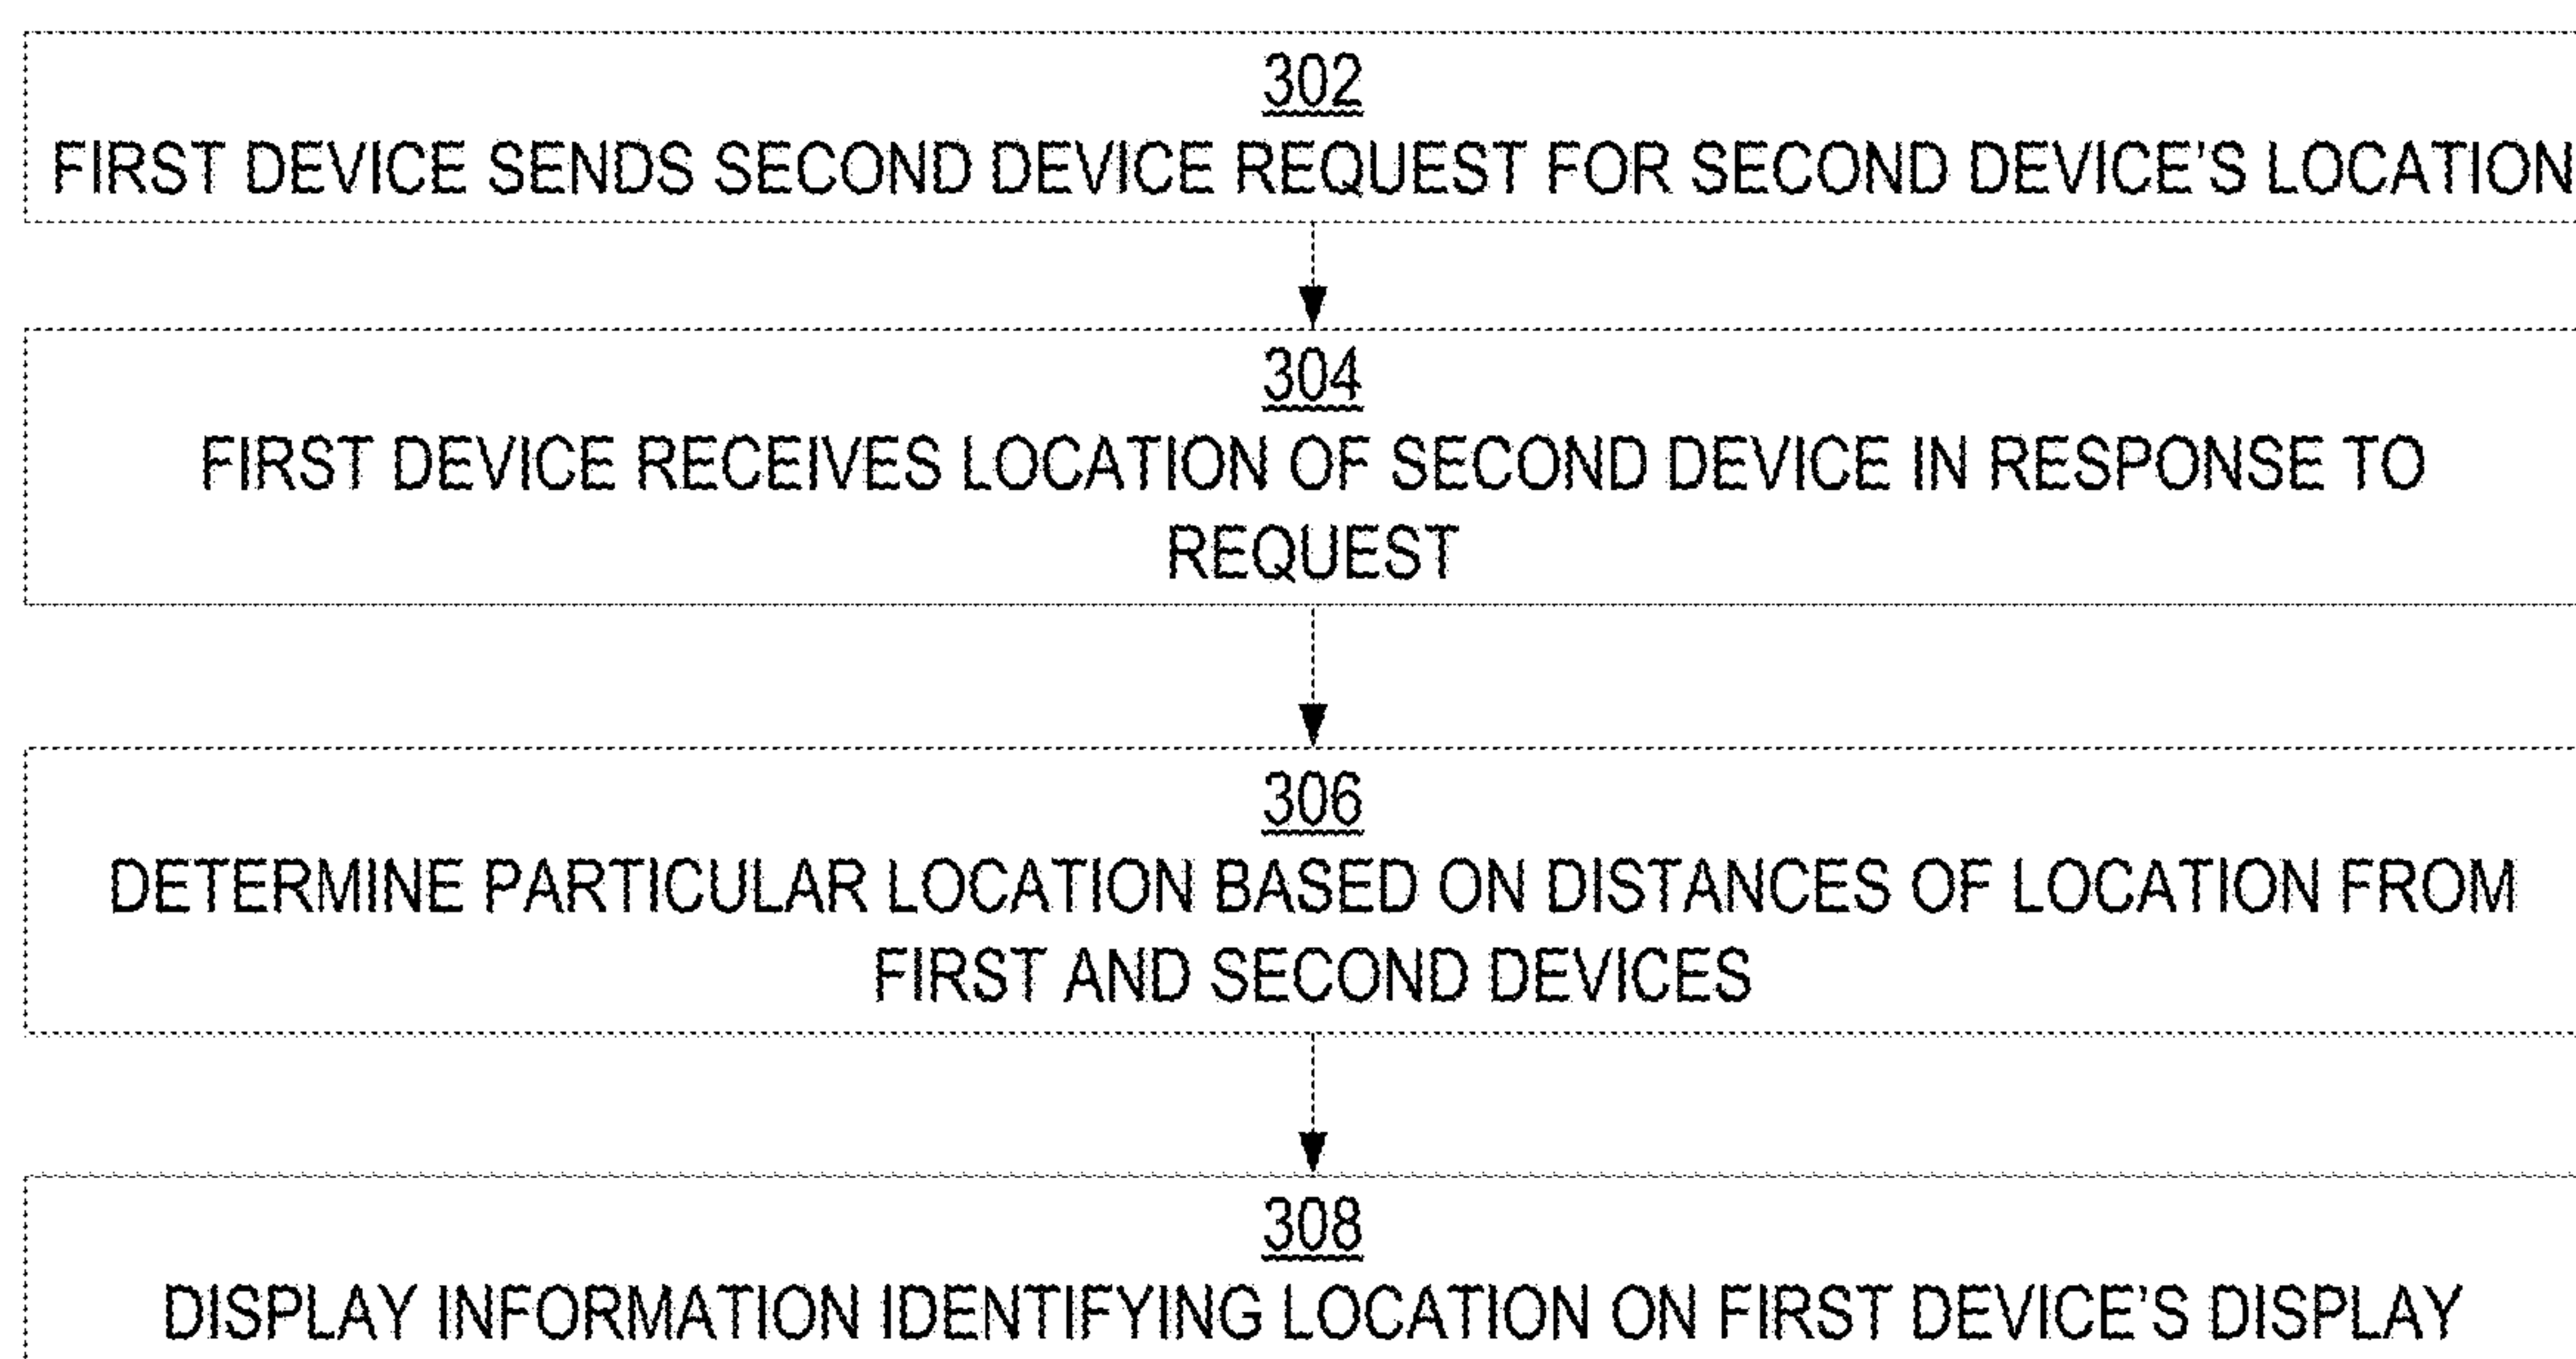 302
FIRST DEVICE SENDS SECOND DEVICE REQUEST FOR SECOND DEVICE'S LOCATION
304
FIRST DEVICE RECEIVES LOCATION OF SECOND DEVICE IN RESPONSE TO
REQUEST
306
DETERMINE PARTICULAR LOCATION BASED ON DISTANCES OF LOCATION FROM
FIRST AND SECOND DEVICES
308
DISPLAY INFORMATION IDENTIFYING LOCATION ON FIRST DEVICE'S DISPLAY